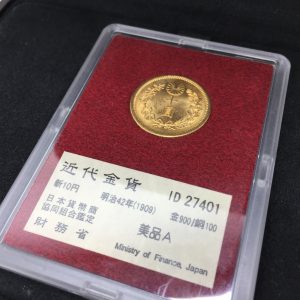 十
圓
近代金貨
ID 27401
新10円
明治42年(1909)
金900/銅100
日本貨幣商
協同組合鑑定
美品A
財務省
Ministry of Finance, Japan